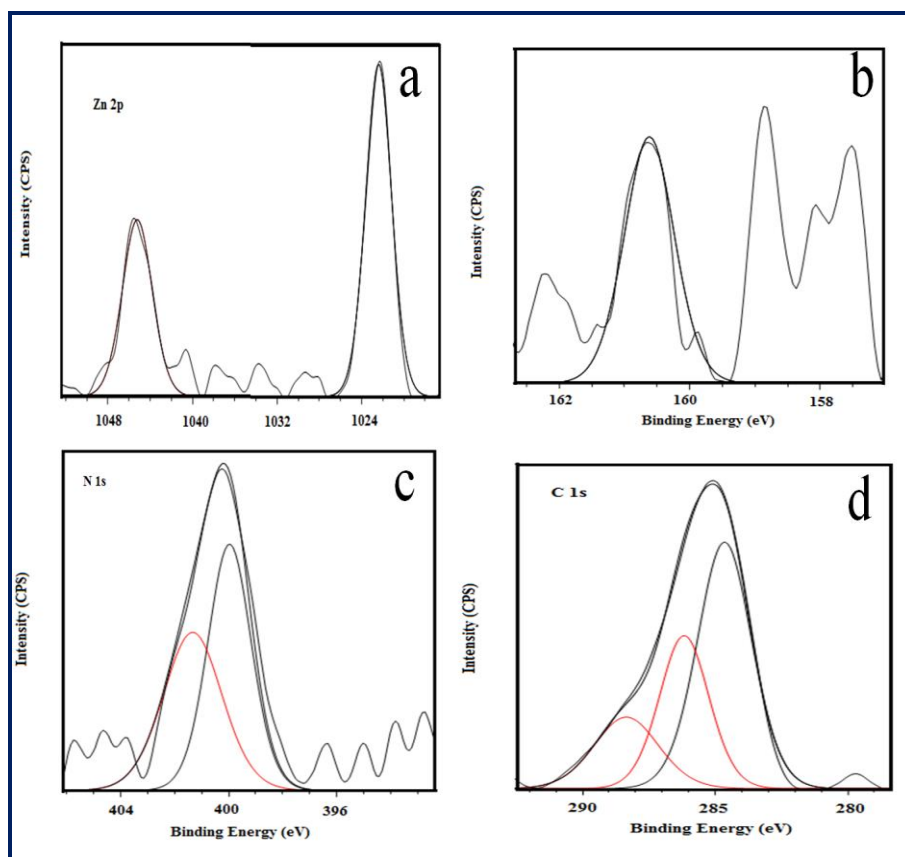 a
Zn 2p
Intensity (CPS)
1048 1040 1032 1024
b
Intensity (CPS)
162 160 158
Binding Energy (eV)
N 1s
c
Intensity (CPS)
404 400 396
Binding Energy (eV)
C 1s
d
Intensity (CPS)
290 285 280
Binding Energy (eV)